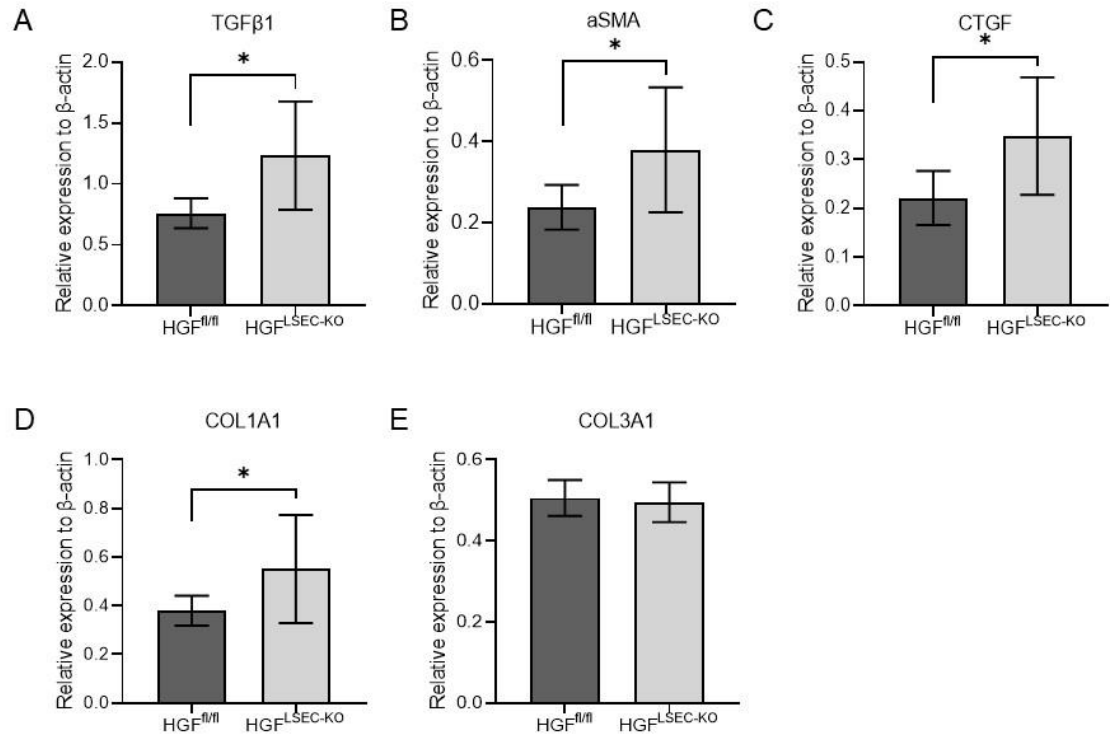 A
TGFβ1
Relative expression to β-actin
2.0
1.5
1.0
0.5
0.0
*
HGFfl/fl
HGFLSEC-KO
B
aSMA
Relative expression to β-actin
0.6
0.4
0.2
0.0
*
HGFfl/fl
HGFLSEC-KO
C
CTGF
Relative expression to β-actin
0.5
0.4
0.3
0.2
0.1
0.0
*
HGFfl/fl
HGFLSEC-KO
D
COL1A1
Relative expression to β-actin
1.0
0.8
0.6
0.4
0.2
0.0
*
HGFfl/fl
HGFLSEC-KO
E
COL3A1
Relative expression to β-actin
0.6
0.4
0.2
0.0
HGFfl/fl
HGFLSEC-KO